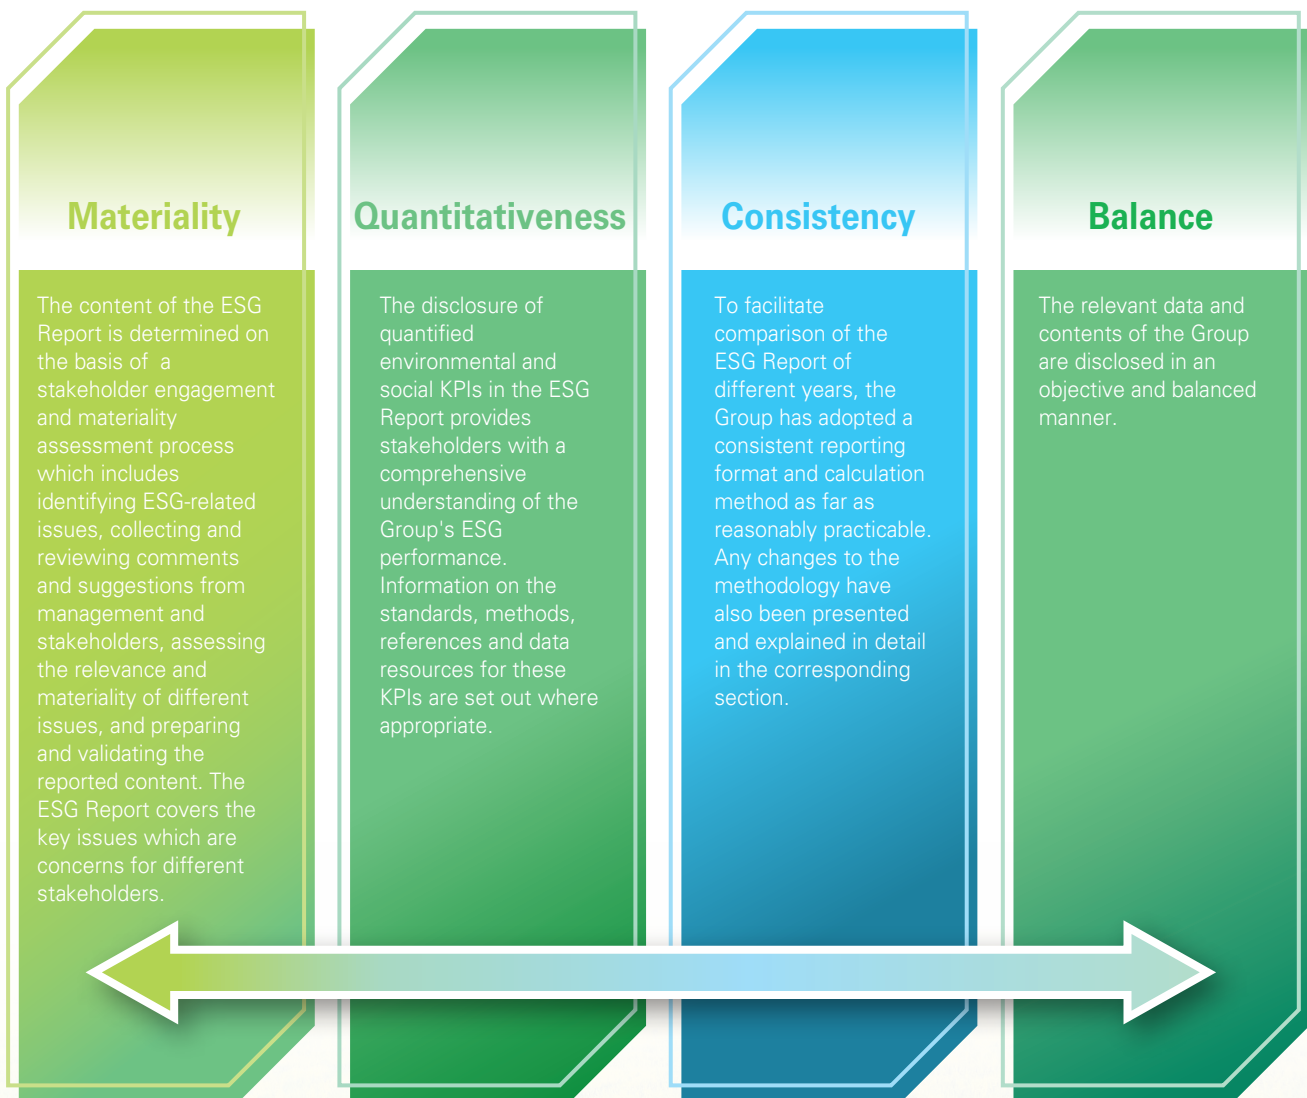 Materiality
The content of the ESG
Report is determined on
the basis of  a
stakeholder engagement
and materiality
assessment process
which includes
identifying ESG-related
issues, collecting and
reviewing comments
and suggestions from
management and
stakeholders, assessing
the relevance and
materiality of different
issues, and preparing
and validating the
reported content. The
ESG Report covers the
key issues which are
concerns for different
stakeholders.
Quantitativeness
The disclosure of
quantified
environmental and
social KPIs in the ESG
Report provides
stakeholders with a
comprehensive
understanding of the
Group's ESG
performance.
Information on the
standards, methods,
references and data
resources for these
KPIs are set out where
appropriate.
Consistency
To facilitate
comparison of the
ESG Report of
different years, the
Group has adopted a
consistent reporting
format and calculation
method as far as
reasonably practicable.
Any changes to the
methodology have
also been presented
and explained in detail
in the corresponding
section.
Balance
The relevant data and
contents of the Group
are disclosed in an
objective and balanced
manner.